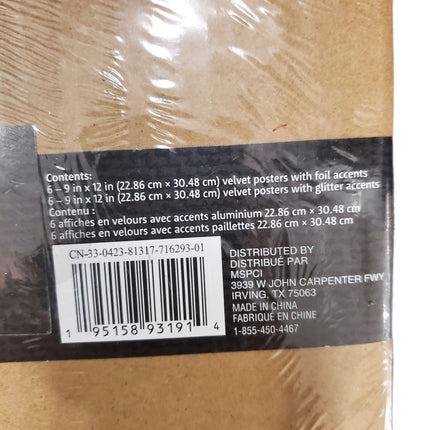 Contents:
6 – 9 in x 12 in (22.86 cm × 30.48 cm) velvet posters with foil accents
6 – 9 in x 12 in (22.86 cm × 30.48 cm) velvet posters with glitter accents
Contenu :
6 affiches en velours avec accents aluminium 22.86 cm x 30.48 cm
6 affiches en velours avec accents paillettes 22.86 cm x 30.48 cm
CN-33-0423-81317-716293-01
1 95158 93191 4
DISTRIBUTED BY
DISTRIBUÉ PAR
MSPCI
3939 W JOHN CARPENTER FWY
IRVING, TX 75063
MADE IN CHINA
FABRIQUÉ EN CHINE
1-855-450-4467